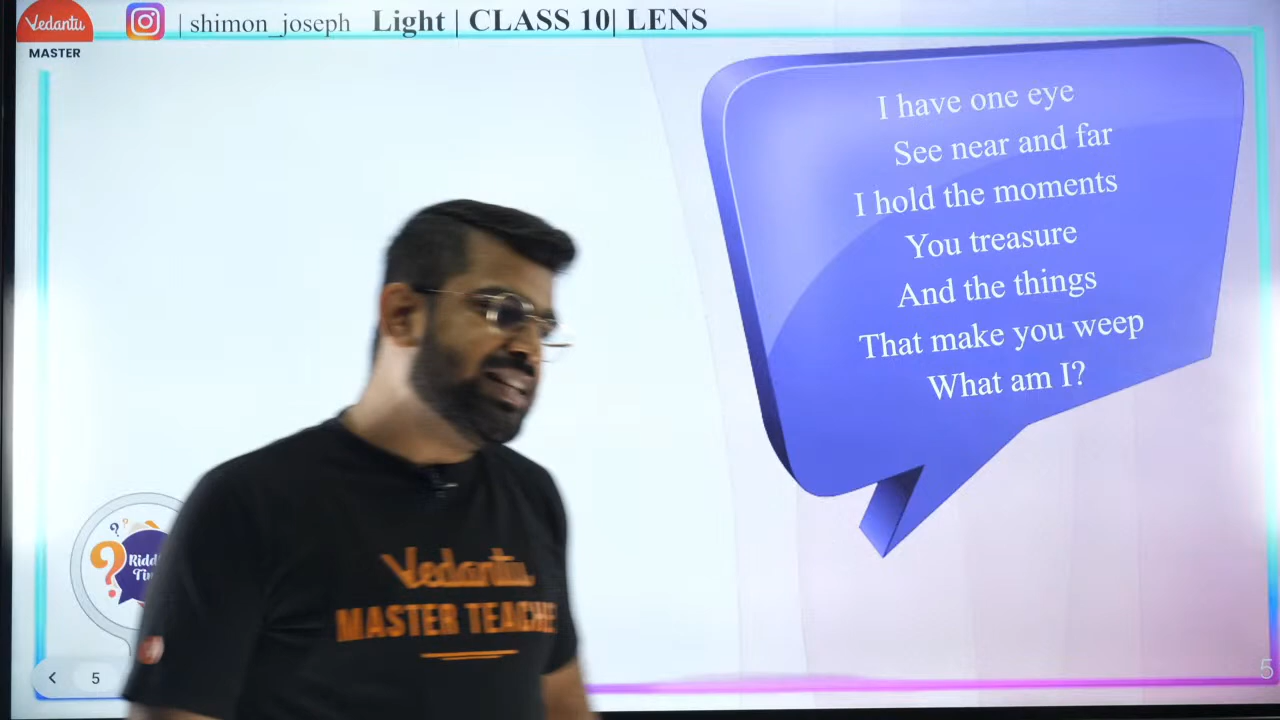 Vedantu
MASTER
| shimon_joseph Light | CLASS 10| LENS
I have one eye
See near and far
I hold the moments
You treasure
And the things
That make you weep
What am I?
Vedantu
MASTER TEACHE
5
5